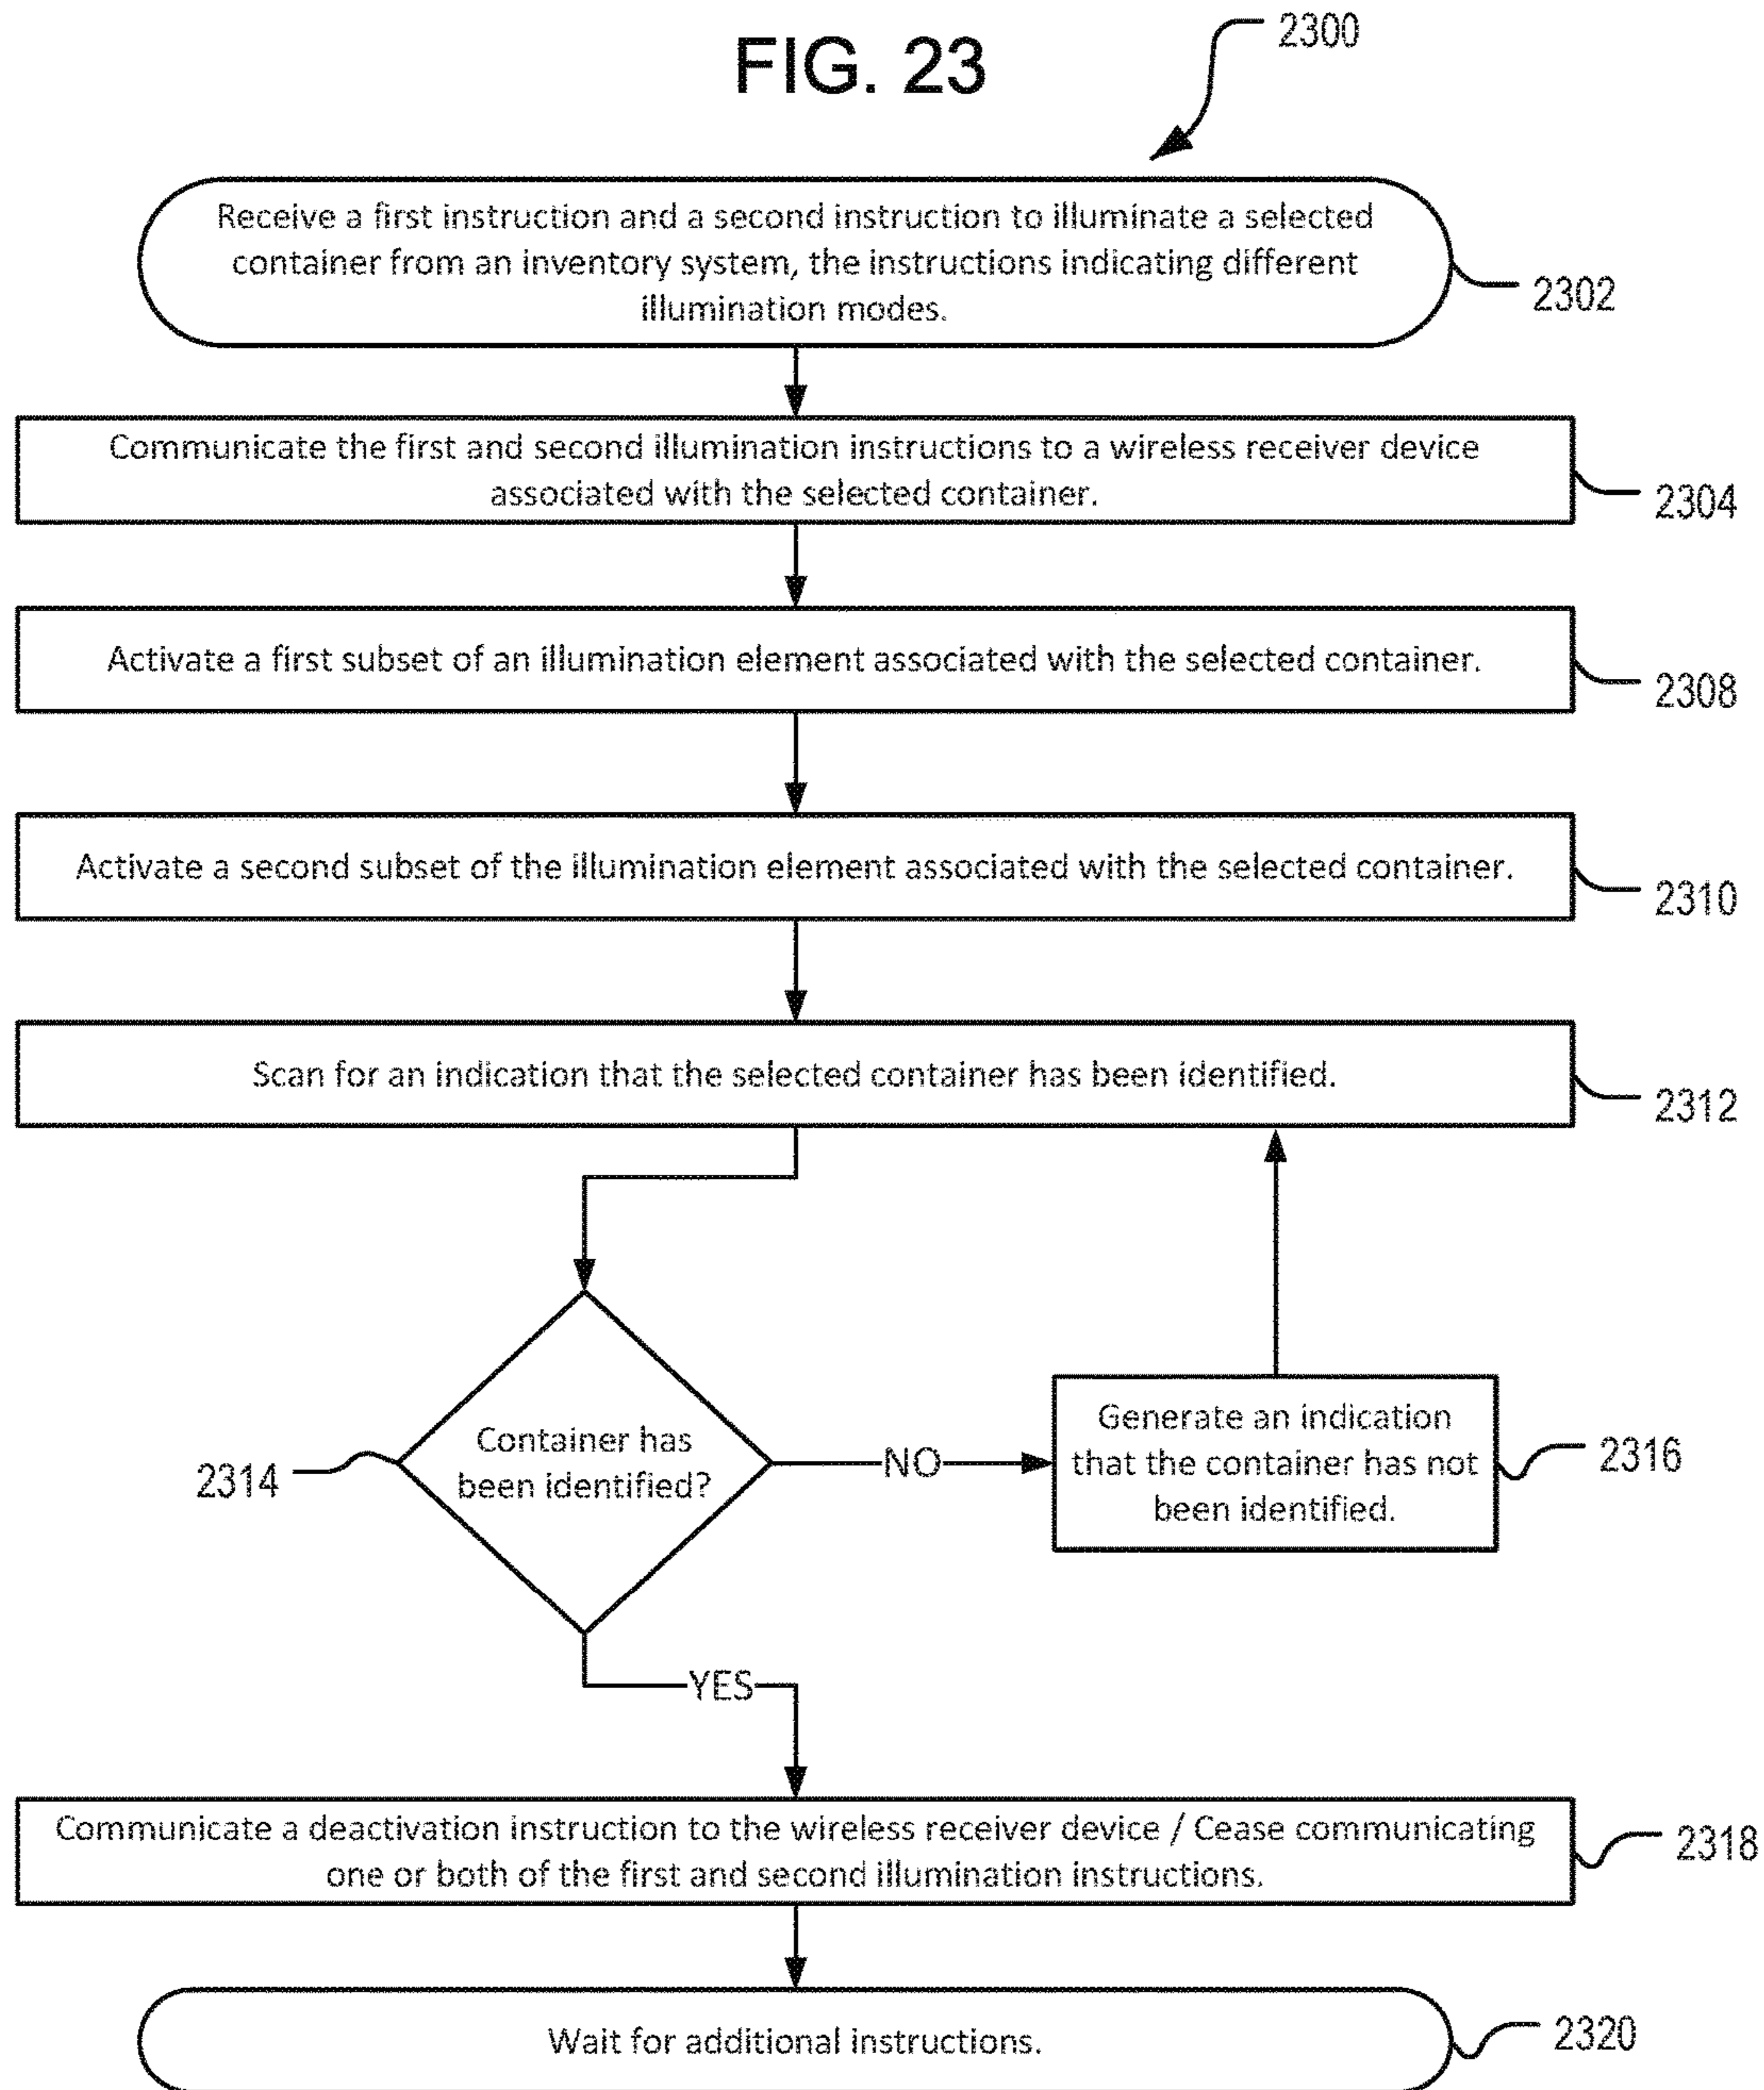 FIG. 23
2300
Receive a first instruction and a second instruction to illuminate a selected
container from an inventory system, the instructions indicating different
illumination modes.
2302
Communicate the first and second illumination instructions to a wireless receiver device
associated with the selected container.
2304
Activate a first subset of an illumination element associated with the selected container.
2308
Activate a second subset of the illumination element associated with the selected container.
2310
Scan for an indication that the selected container has been identified.
2312
Container has
been identified?
2314
NO
Generate an indication
that the container has not
been identified.
2316
YES
Communicate a deactivation instruction to the wireless receiver device / Cease communicating
one or both of the first and second illumination instructions.
2318
Wait for additional instructions.
2320